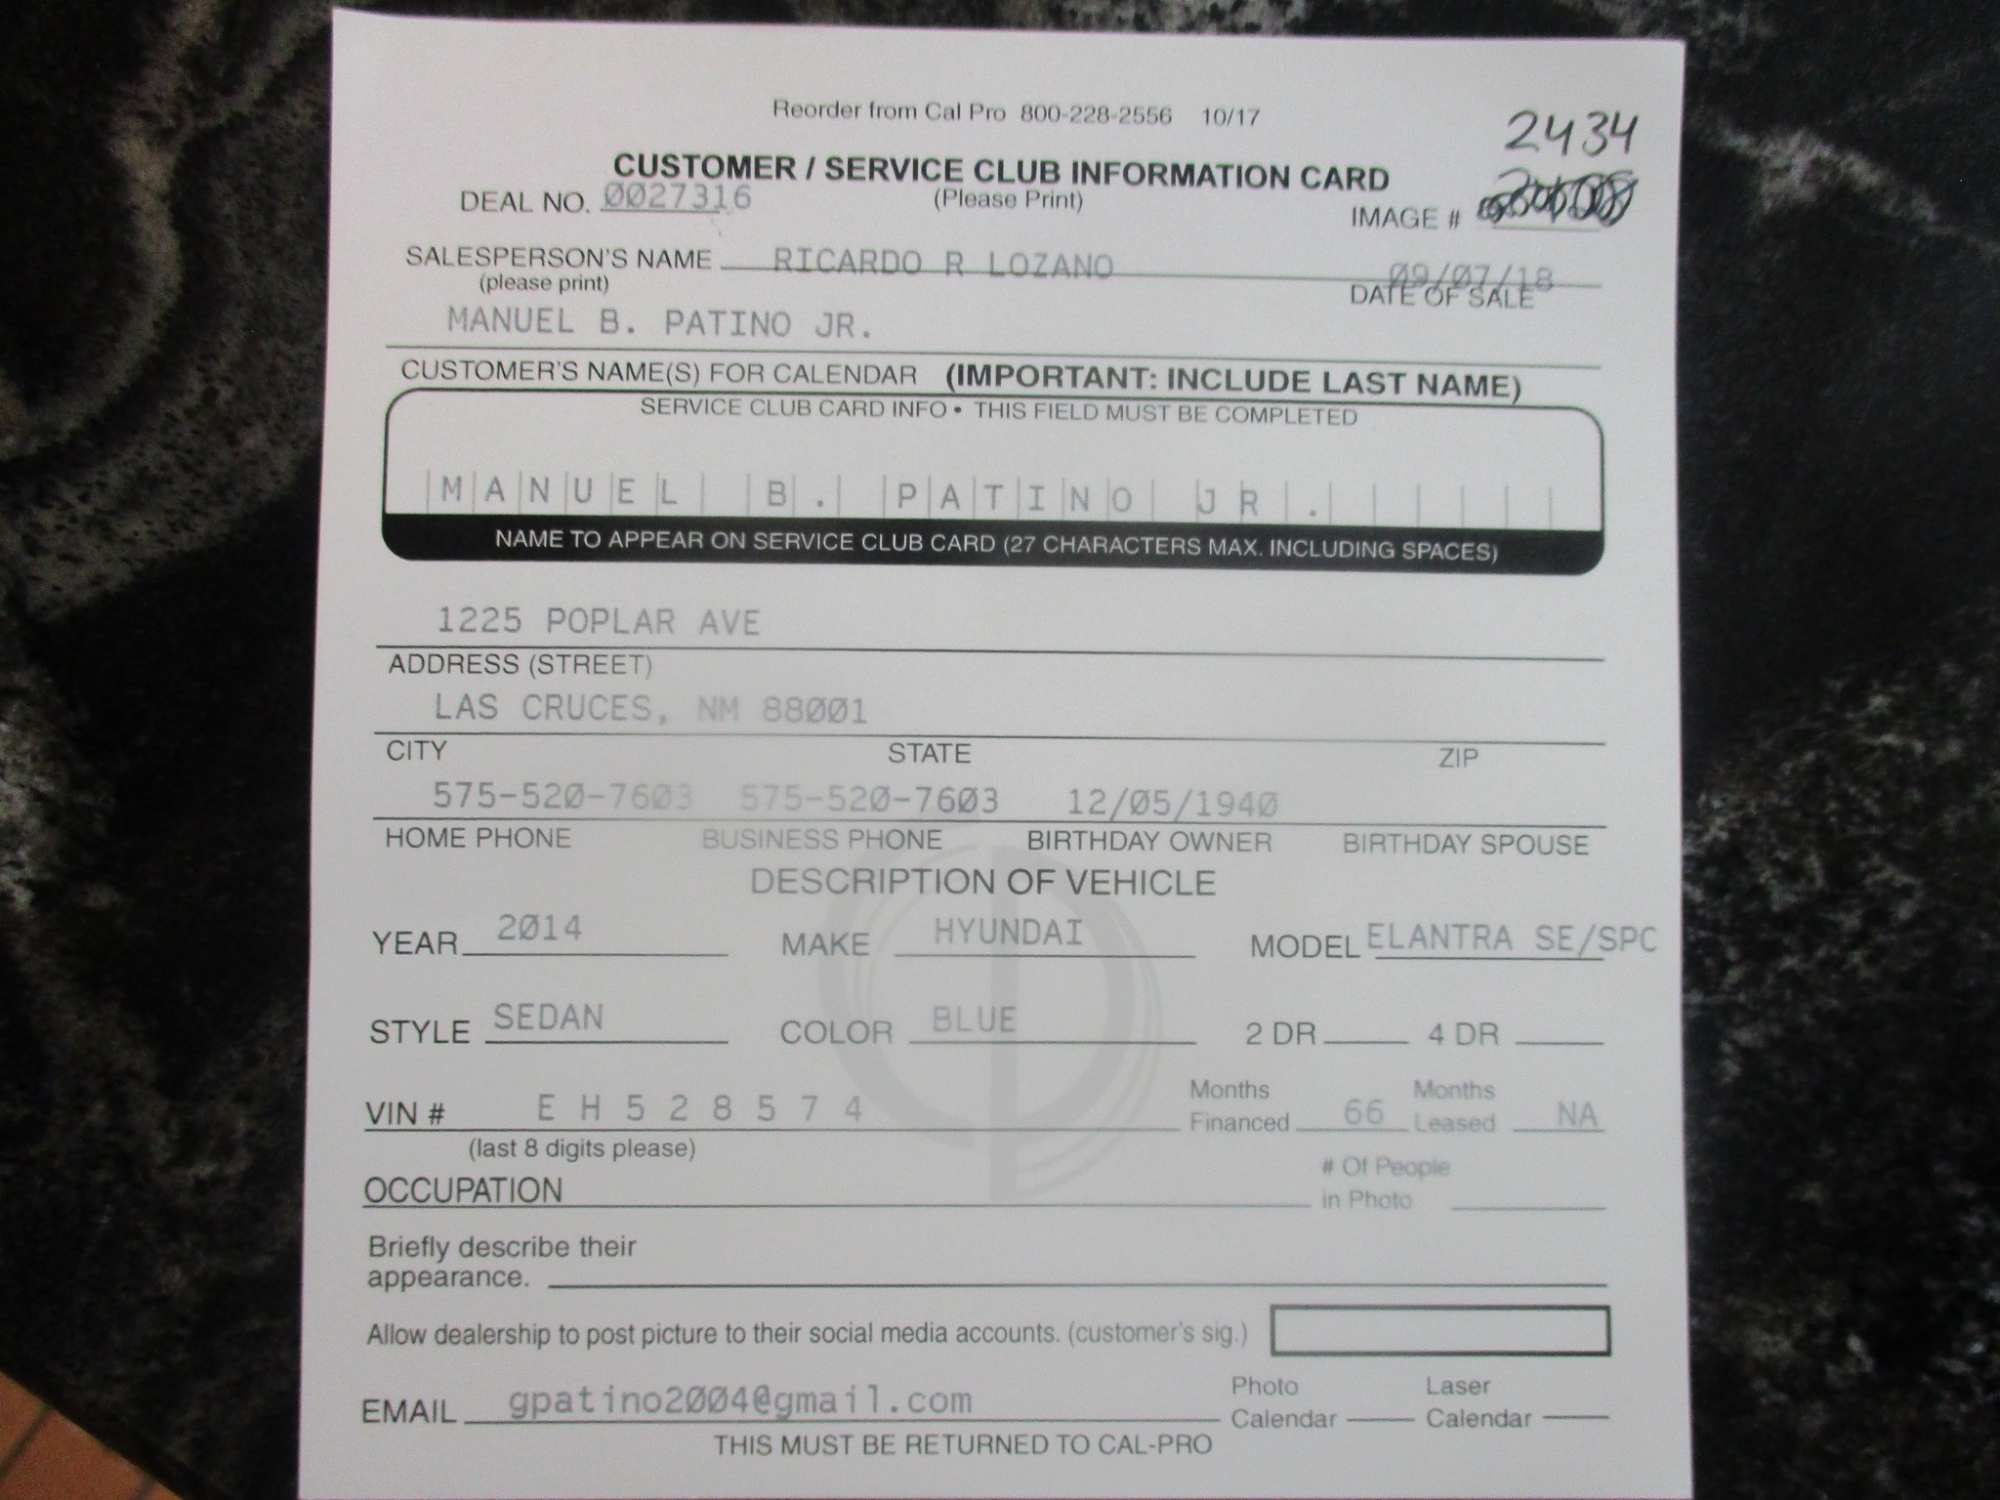 Reorder from Cal Pro 800-228-2556 10/17
2434
CUSTOMER / SERVICE CLUB INFORMATION CARD
DEAL NO. 0027316 (Please Print) IMAGE #
SALESPERSON'S NAME RICARDO R LOZANO 09/07/18
(please print) DATE OF SALE
MANUEL B. PATINO JR.
CUSTOMER'S NAME(S) FOR CALENDAR (IMPORTANT: INCLUDE LAST NAME)
SERVICE CLUB CARD INFO • THIS FIELD MUST BE COMPLETED
MANUEL B. PATINO JR.
NAME TO APPEAR ON SERVICE CLUB CARD (27 CHARACTERS MAX. INCLUDING SPACES)
1225 POPLAR AVE
ADDRESS (STREET)
LAS CRUCES, NM 88001
CITY STATE ZIP
575-520-7603 575-520-7603 12/05/1940
HOME PHONE BUSINESS PHONE BIRTHDAY OWNER BIRTHDAY SPOUSE
DESCRIPTION OF VEHICLE
YEAR 2014 MAKE HYUNDAI MODEL ELANTRA SE/SPC
STYLE SEDAN COLOR BLUE 2 DR 4 DR
VIN # EH528574 Months Financed 66 Months Leased NA
(last 8 digits please)
OCCUPATION # Of People in Photo
Briefly describe their
appearance.
Allow dealership to post picture to their social media accounts. (customer's sig.)
EMAIL gpatino2004@gmail.com Photo Calendar Laser Calendar
THIS MUST BE RETURNED TO CAL-PRO